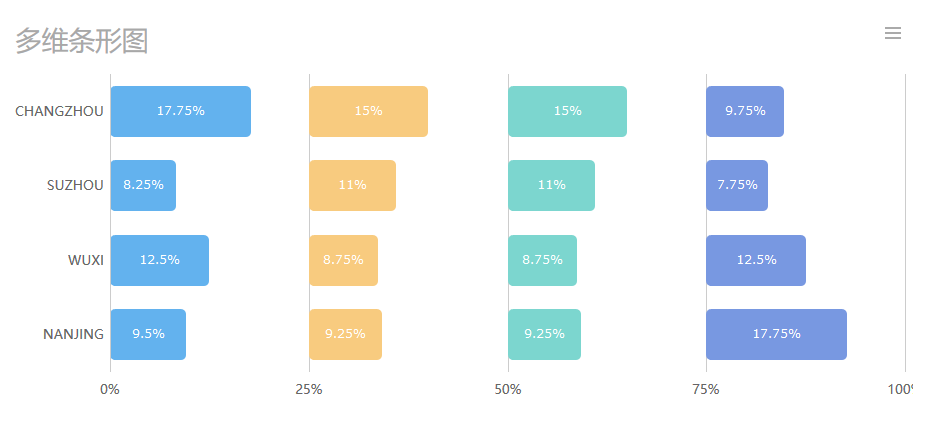 多维条形图
CHANGZHOU 17.75% 15% 15% 9.75%
SUZHOU 8.25% 11% 11% 7.75%
WUXI 12.5% 8.75% 8.75% 12.5%
NANJING 9.5% 9.25% 9.25% 17.75%
0% 25% 50% 75% 100%